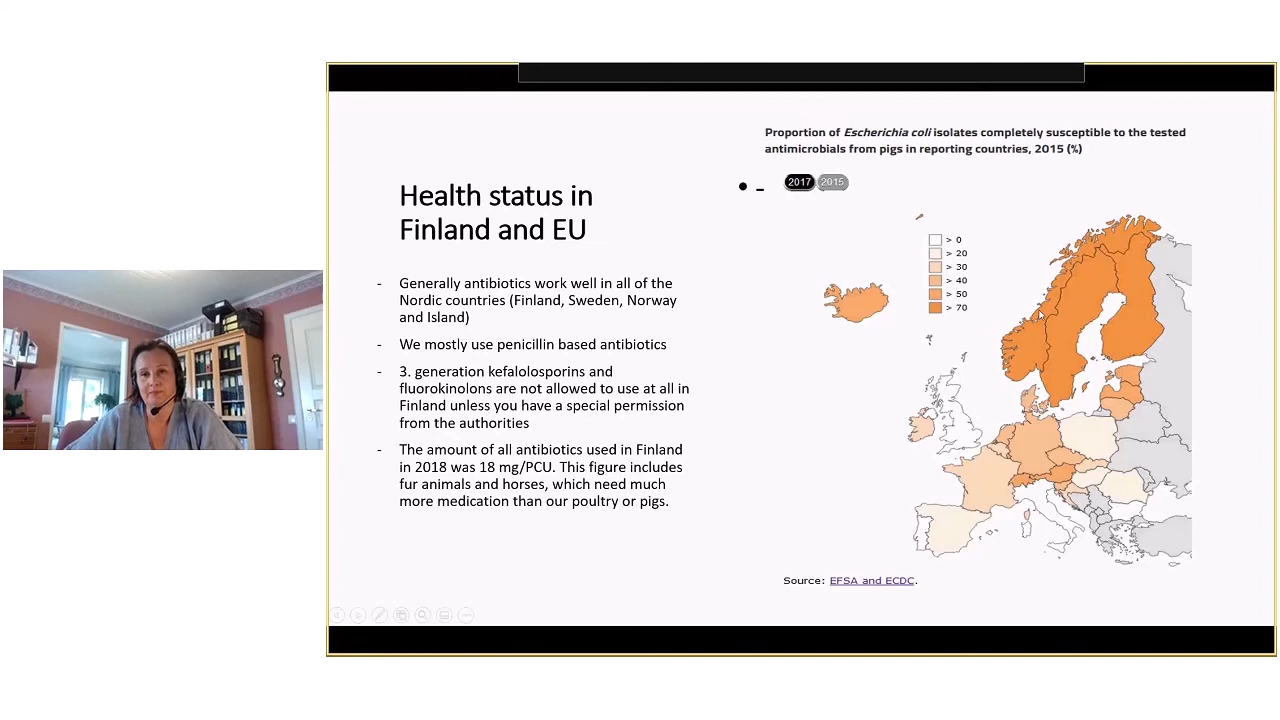 Health status in
Finland and EU
- Generally antibiotics work well in all of the
Nordic countries (Finland, Sweden, Norway
and Island)
- We mostly use penicillin based antibiotics
- 3. generation kefalolosporins and
fluorokinolons are not allowed to use at all in
Finland unless you have a special permission
from the authorities
- The amount of all antibiotics used in Finland
in 2018 was 18 mg/PCU. This figure includes
fur animals and horses, which need much
more medication than our poultry or pigs.
Proportion of Escherichia coli isolates completely susceptible to the tested
antimicrobials from pigs in reporting countries, 2015 (%)
• - 2017 2015
> 0
> 20
> 30
> 40
> 50
> 70
Source: EFSA and ECDC.